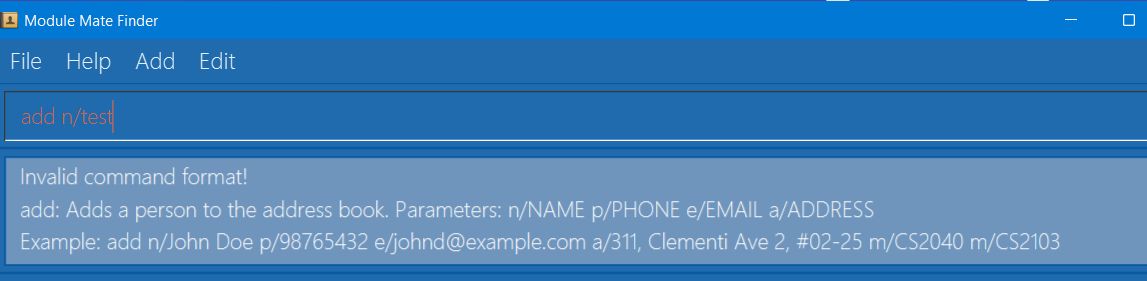 Module Mate Finder
File Help Add Edit
add n/test
Invalid command format!
add: Adds a person to the address book. Parameters: n/NAME p/PHONE e/EMAIL a/ADDRESS
Example: add n/John Doe p/98765432 e/johnd@example.com a/311, Clementi Ave 2, #02-25 m/CS2040 m/CS2103